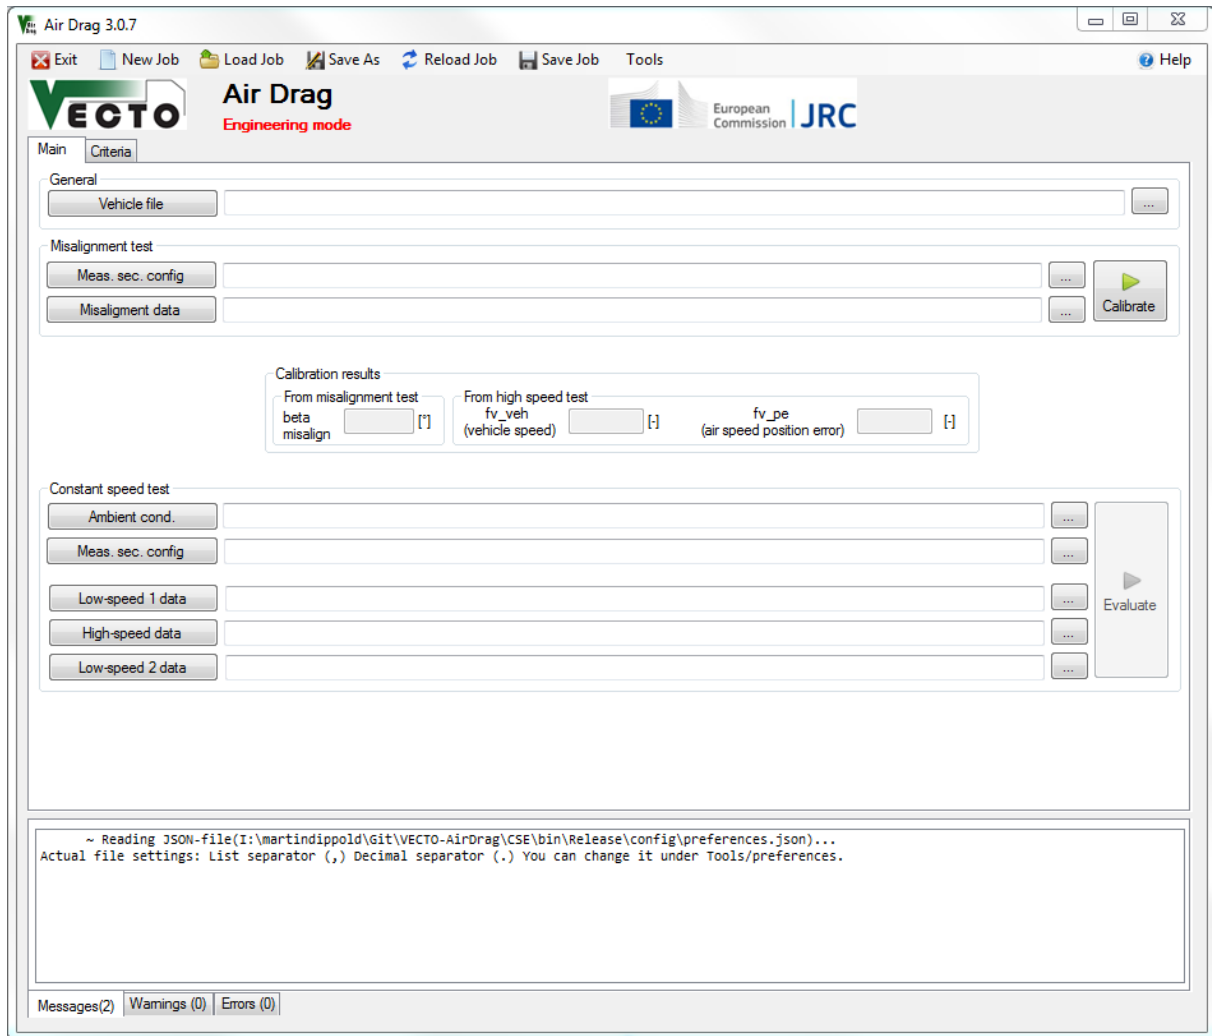 Air Drag 3.0.7
Exit New Job Load Job Save As Reload Job Save Job Tools Help
VECTO
Air Drag
Engineering mode
European
Commission
JRC
Main Criteria
General
Vehicle file ...
Misalignment test
Meas. sec. config ...
Misaligment data ...
Calibrate
Calibration results
From misalignment test
beta
misalign
[°]
From high speed test
fv_veh
(vehicle speed)
[-]
fv_pe
(air speed position error)
[-]
Constant speed test
Ambient cond. ...
Meas. sec. config ...
Low-speed 1 data ...
High-speed data ...
Low-speed 2 data ...
Evaluate
~ Reading JSON-file(I:\martindippold\Git\VECTO-AirDrag\CSE\bin\Release\config\preferences.json)...
Actual file settings: List separator (,) Decimal separator (.) You can change it under Tools/preferences.
Messages(2) Warnings (0) Errors (0)